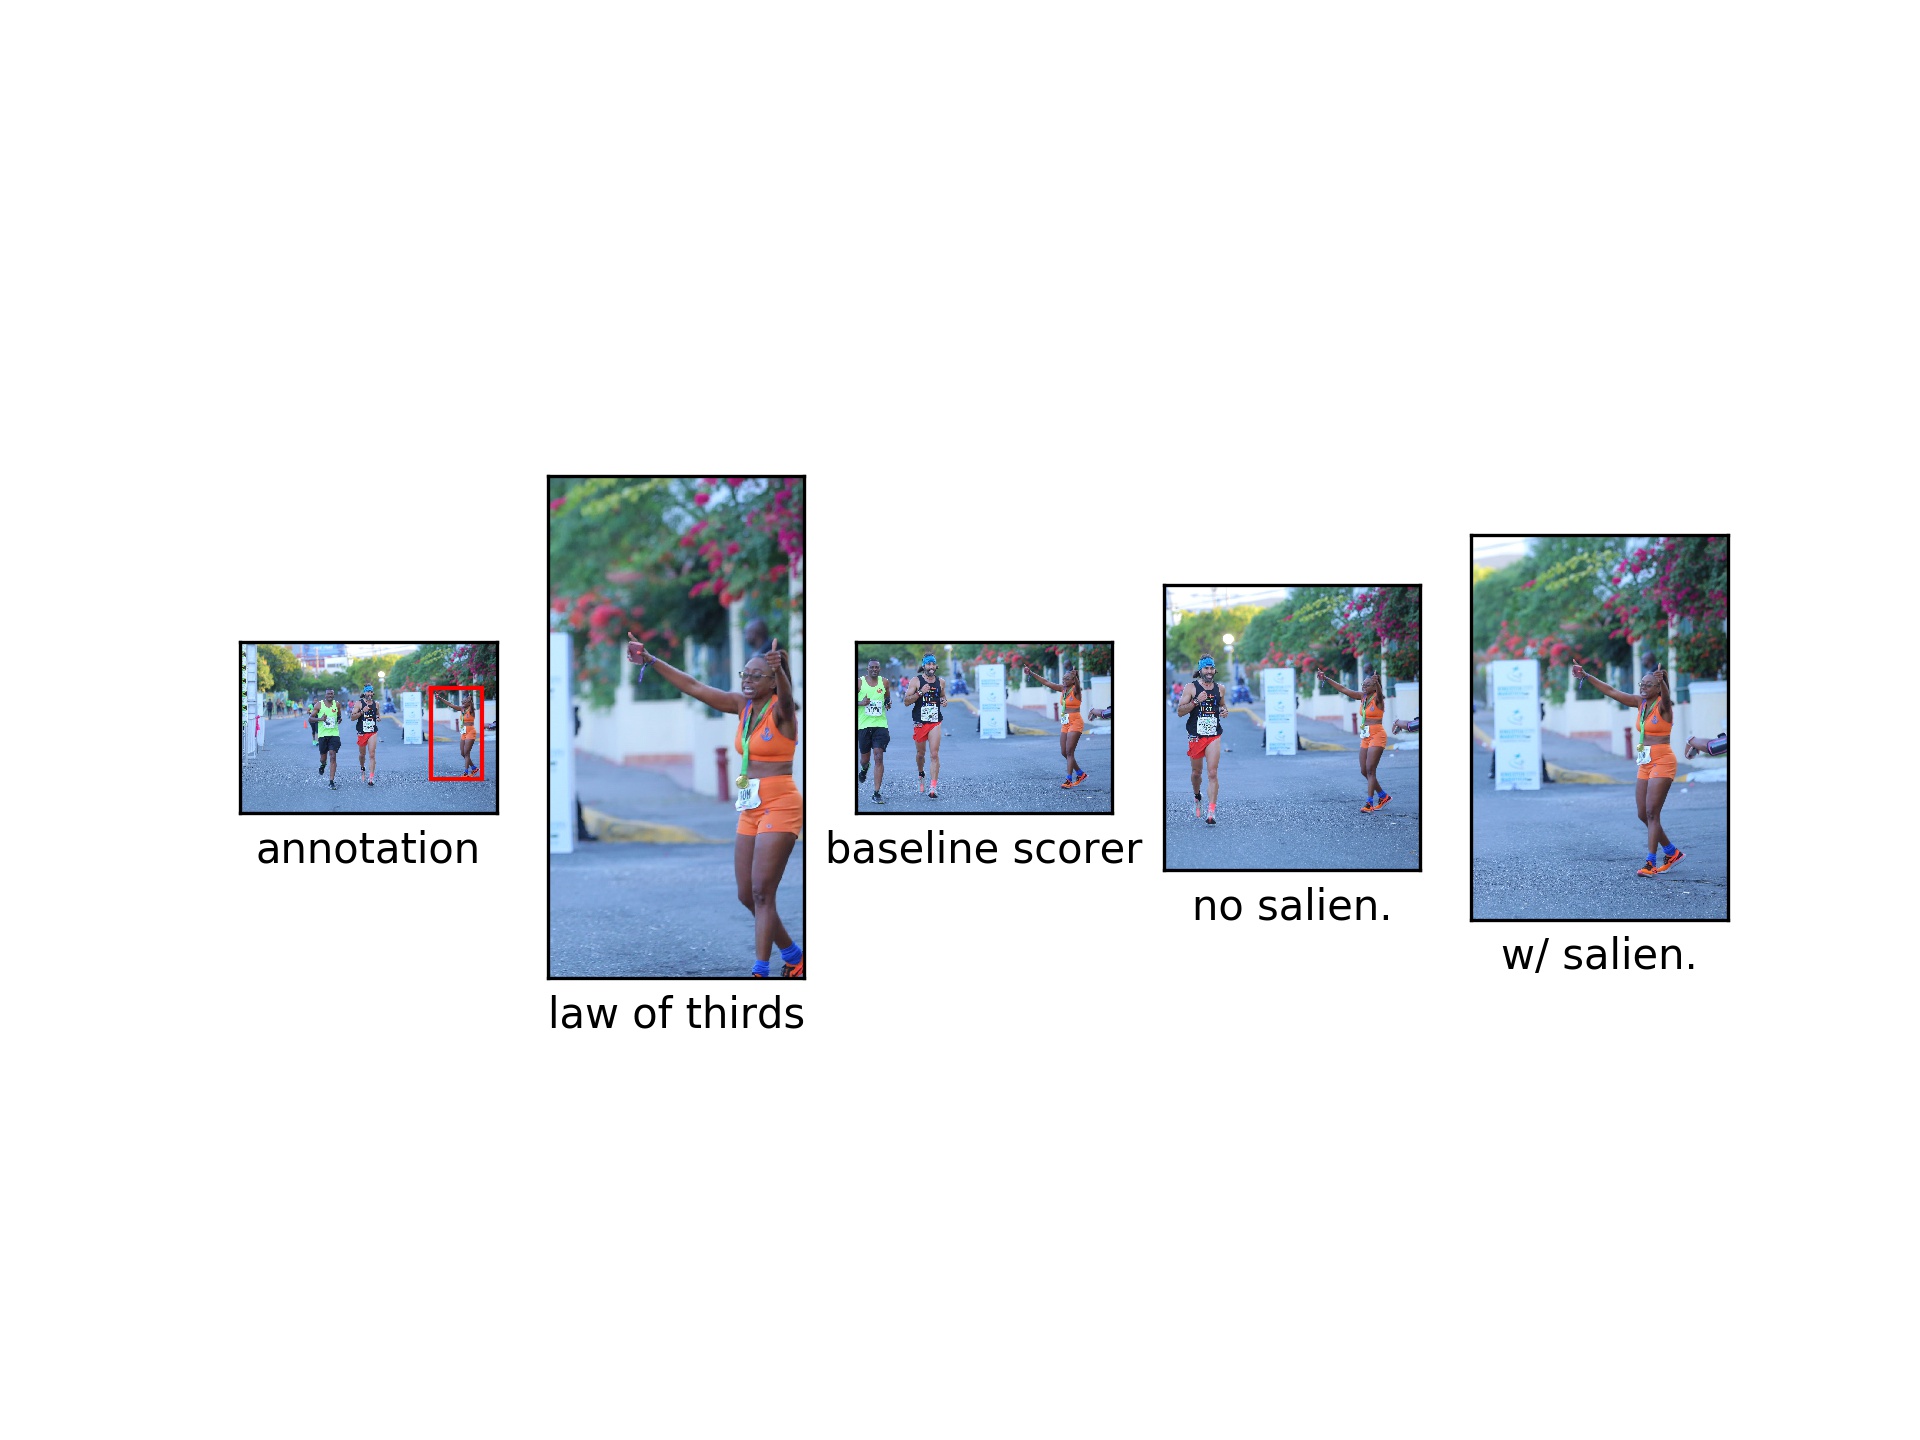 annotation
law of thirds
baseline scorer
no salien.
w/ salien.